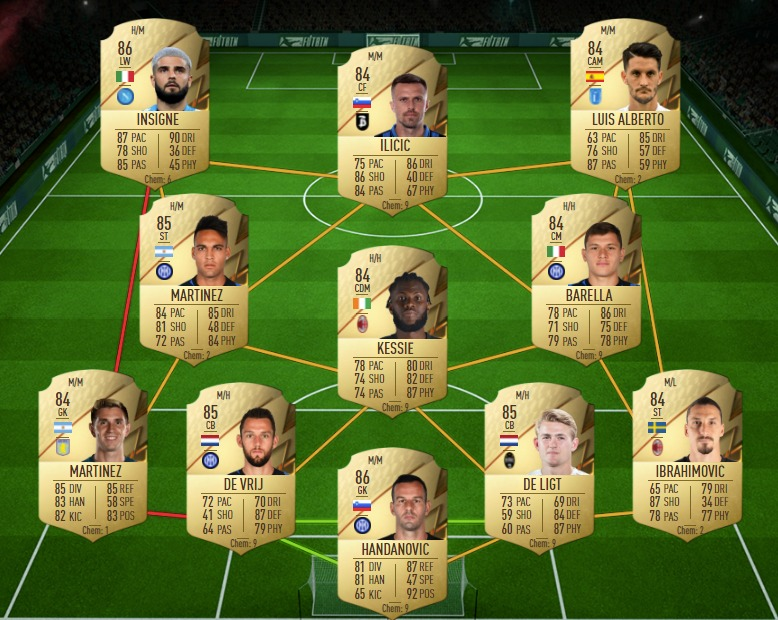 H/M
86
LW
INSIGNE
87 PAC 90 DRI
78 SHO 36 DEF
85 PAS 45 PHY
Chem: 6
M/M
84
CF
ILICIC
75 PAC 86 DRI
86 SHO 40 DEF
84 PAS 67 PHY
Chem: 9
M/M
84
CAM
LUIS ALBERTO
63 PAC 85 DRI
76 SHO 57 DEF
87 PAS 59 PHY
Chem: 2
H/M
85
ST
MARTINEZ
84 PAC 85 DRI
81 SHO 48 DEF
72 PAS 84 PHY
Chem: 2
H/H
84
CDM
KESSIE
78 PAC 80 DRI
74 SHO 82 DEF
74 PAS 87 PHY
Chem: 9
H/H
84
CM
BARELLA
78 PAC 86 DRI
71 SHO 75 DEF
79 PAS 78 PHY
Chem: 9
M/M
84
GK
MARTINEZ
85 DIV 85 REF
83 HAN 58 SPE
82 KIC 83 POS
Chem: 1
M/H
85
CB
DE VRIJ
72 PAC 70 DRI
41 SHO 87 DEF
64 PAS 79 PHY
Chem: 9
M/M
86
GK
HANDANOVIC
81 DIV 87 REF
81 HAN 47 SPE
65 KIC 92 POS
Chem: 9
M/H
85
CB
DE LIGT
73 PAC 69 DRI
59 SHO 84 DEF
60 PAS 87 PHY
Chem: 9
M/L
84
ST
IBRAHIMOVIC
65 PAC 79 DRI
87 SHO 34 DEF
78 PAS 77 PHY
Chem: 2